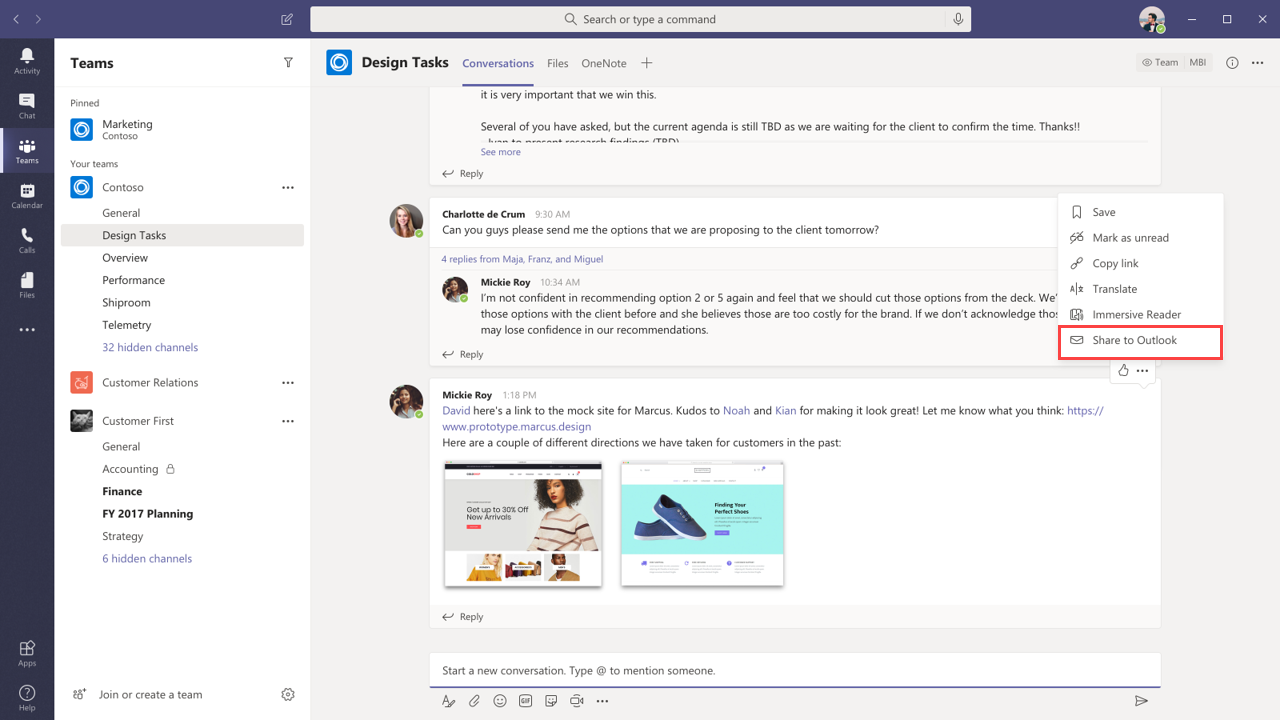 Search or type a command
Activity
Chat
Teams
Calendar
Calls
Files
Apps
Help
Teams
Pinned
Marketing
Contoso
Your teams
Contoso
General
Design Tasks
Overview
Performance
Shiproom
Telemetry
32 hidden channels
Customer Relations
Customer First
General
Accounting
Finance
FY 2017 Planning
Strategy
6 hidden channels
Join or create a team
Design Tasks
Conversations Files OneNote
Team MBI
it is very important that we win this.
Several of you have asked, but the current agenda is still TBD as we are waiting for the client to confirm the time. Thanks!!
-Ivan to present research findings (TBD)
See more
Reply
Charlotte de Crum 9:30 AM
Can you guys please send me the options that we are proposing to the client tomorrow?
4 replies from Maja, Franz, and Miguel
Mickie Roy 10:34 AM
I'm not confident in recommending option 2 or 5 again and feel that we should cut those options from the deck. We'
those options with the client before and she believes those are too costly for the brand. If we don't acknowledge thos
may lose confidence in our recommendations.
Reply
Save
Mark as unread
Copy link
Translate
Immersive Reader
Share to Outlook
Mickie Roy 1:18 PM
David here's a link to the mock site for Marcus. Kudos to Noah and Kian for making it look great! Let me know what you think: https://
www.prototype.marcus.design
Here are a couple of different directions we have taken for customers in the past:
Get up to 30% Off
New Arrivals
Finding Your
Perfect Shoes
Reply
Start a new conversation. Type @ to mention someone.
GIF